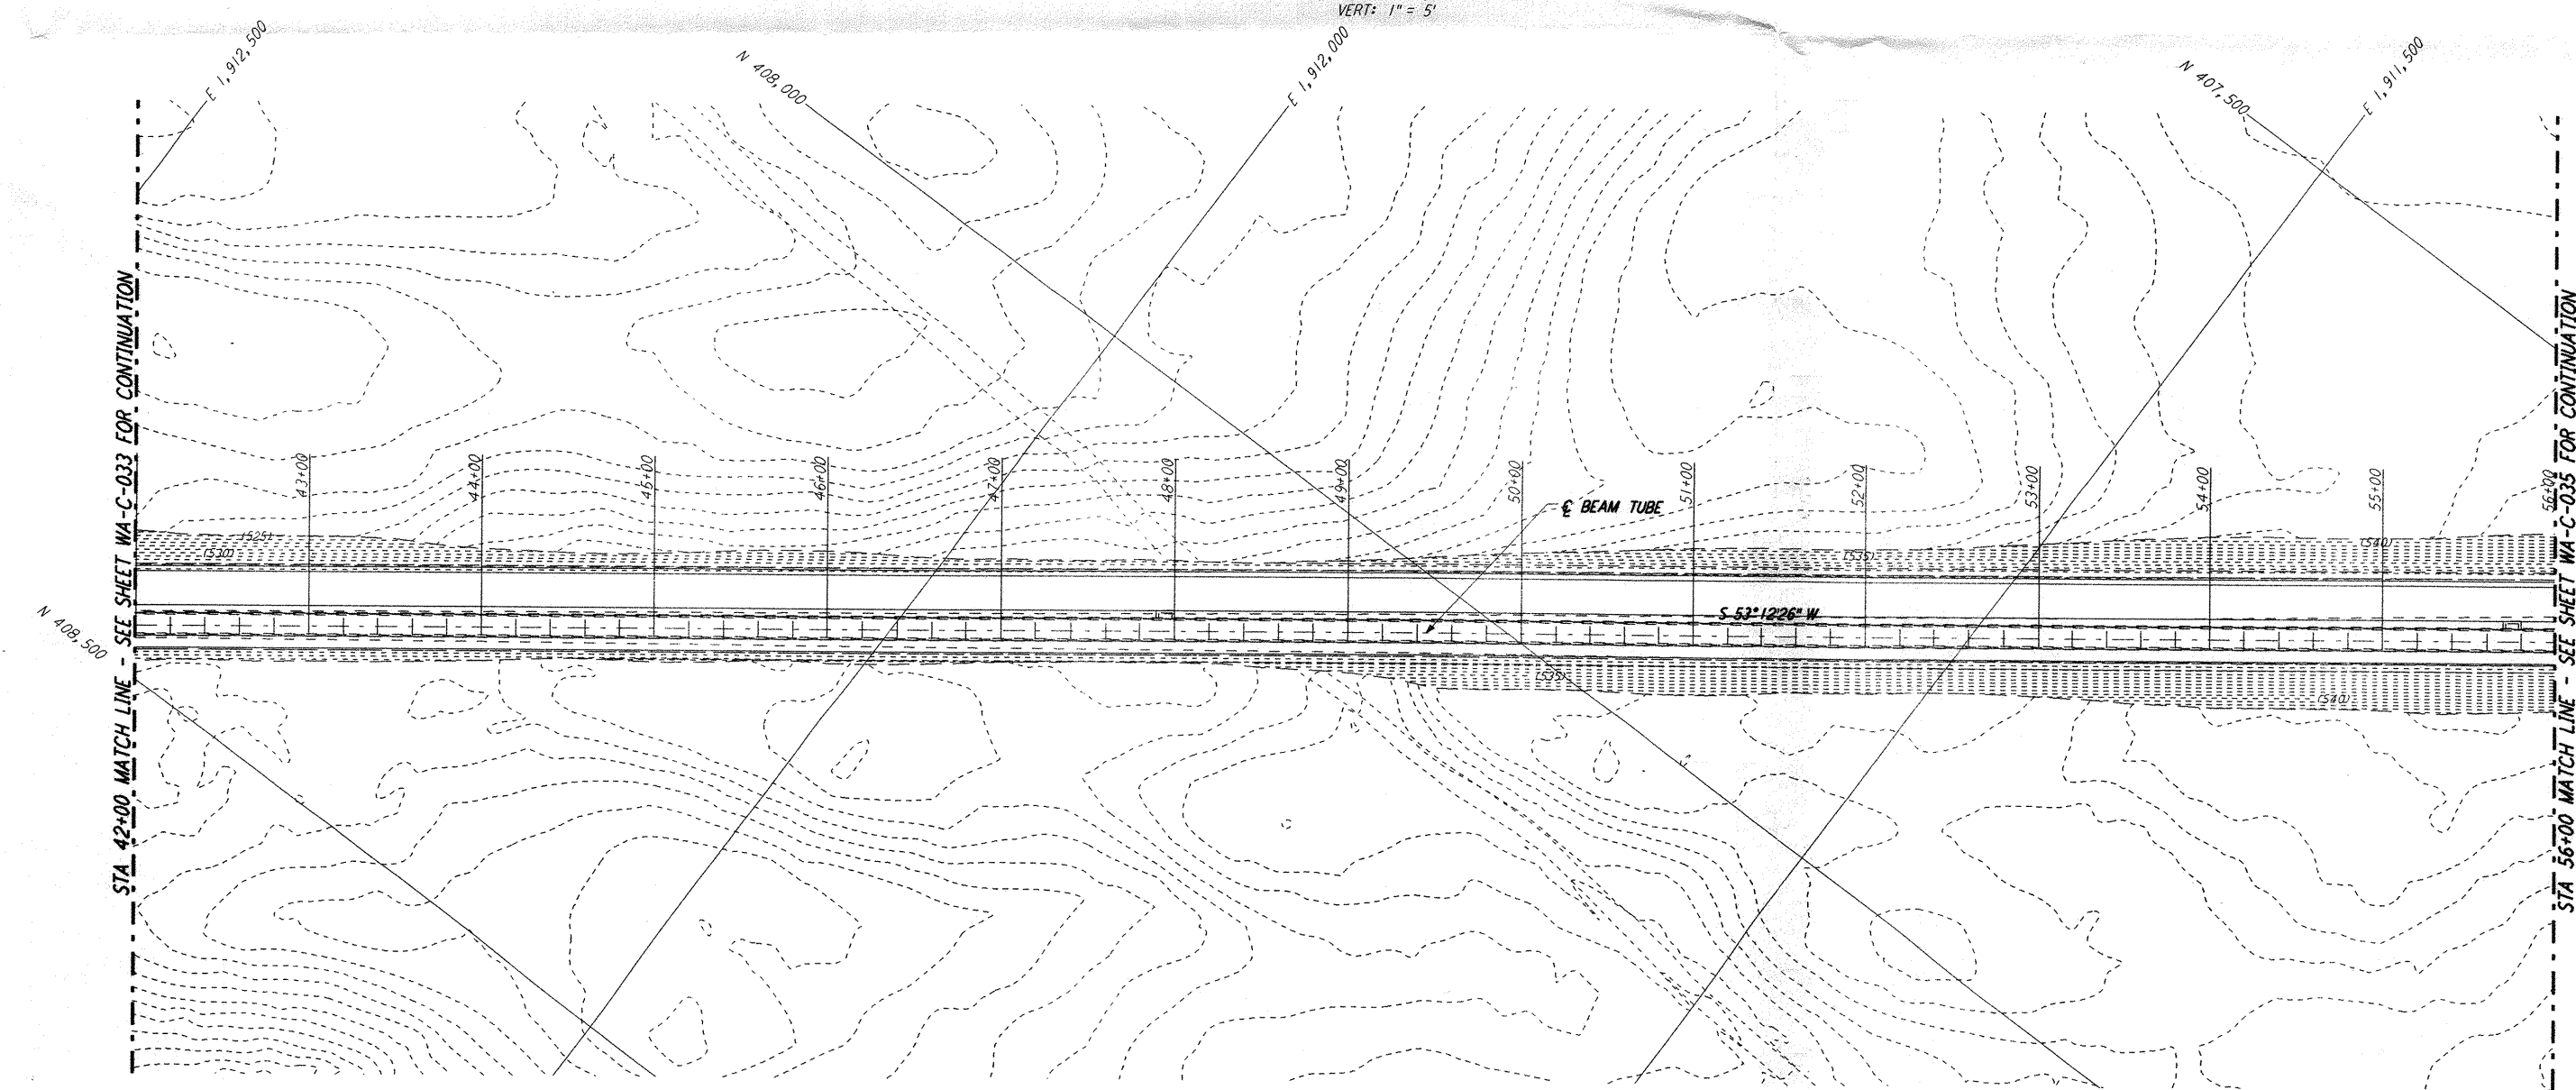 VERT: 1" = 5'
E 1,912,500
N 408,000
E 1,912,000
N 407,500
E 1,911,500
STA 42+00 MATCH LINE - SEE SHEET WA-C-033 FOR CONTINUATION
43+00
44+00
45+00
46+00
47+00
48+00
49+00
50+00
51+00
52+00
53+00
54+00
55+00
56+00
STA 56+00 MATCH LINE - SEE SHEET WA-C-035 FOR CONTINUATION
℄ BEAM TUBE
(525)
(530)
(535)
(540)
N 408,500
S 53°12'26" W
(535)
(540)